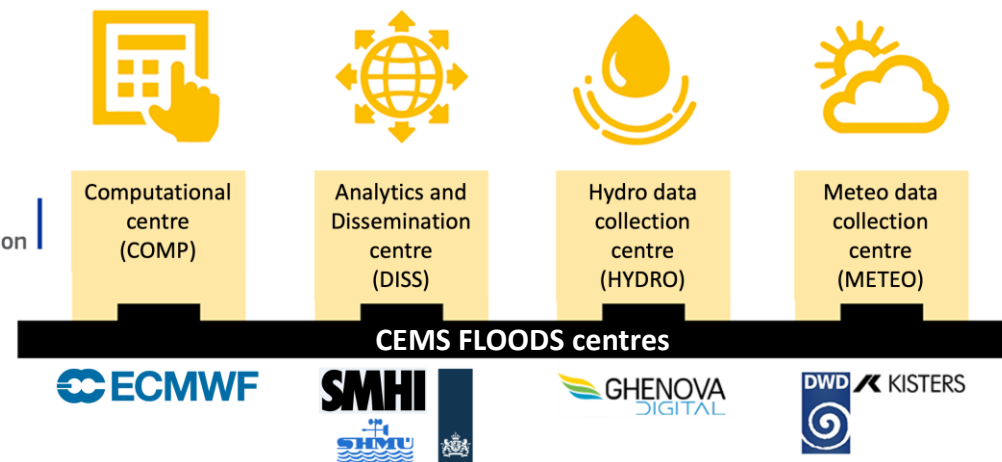 Computational
centre
(COMP)
Analytics and
Dissemination
centre
(DISS)
Hydro data
collection
centre
(HYDRO)
Meteo data
collection
centre
(METEO)
on
CEMS FLOODS centres
ECMWF
SMHI
SHMÚ
GHENOVA
DIGITAL
DWD
KISTERS